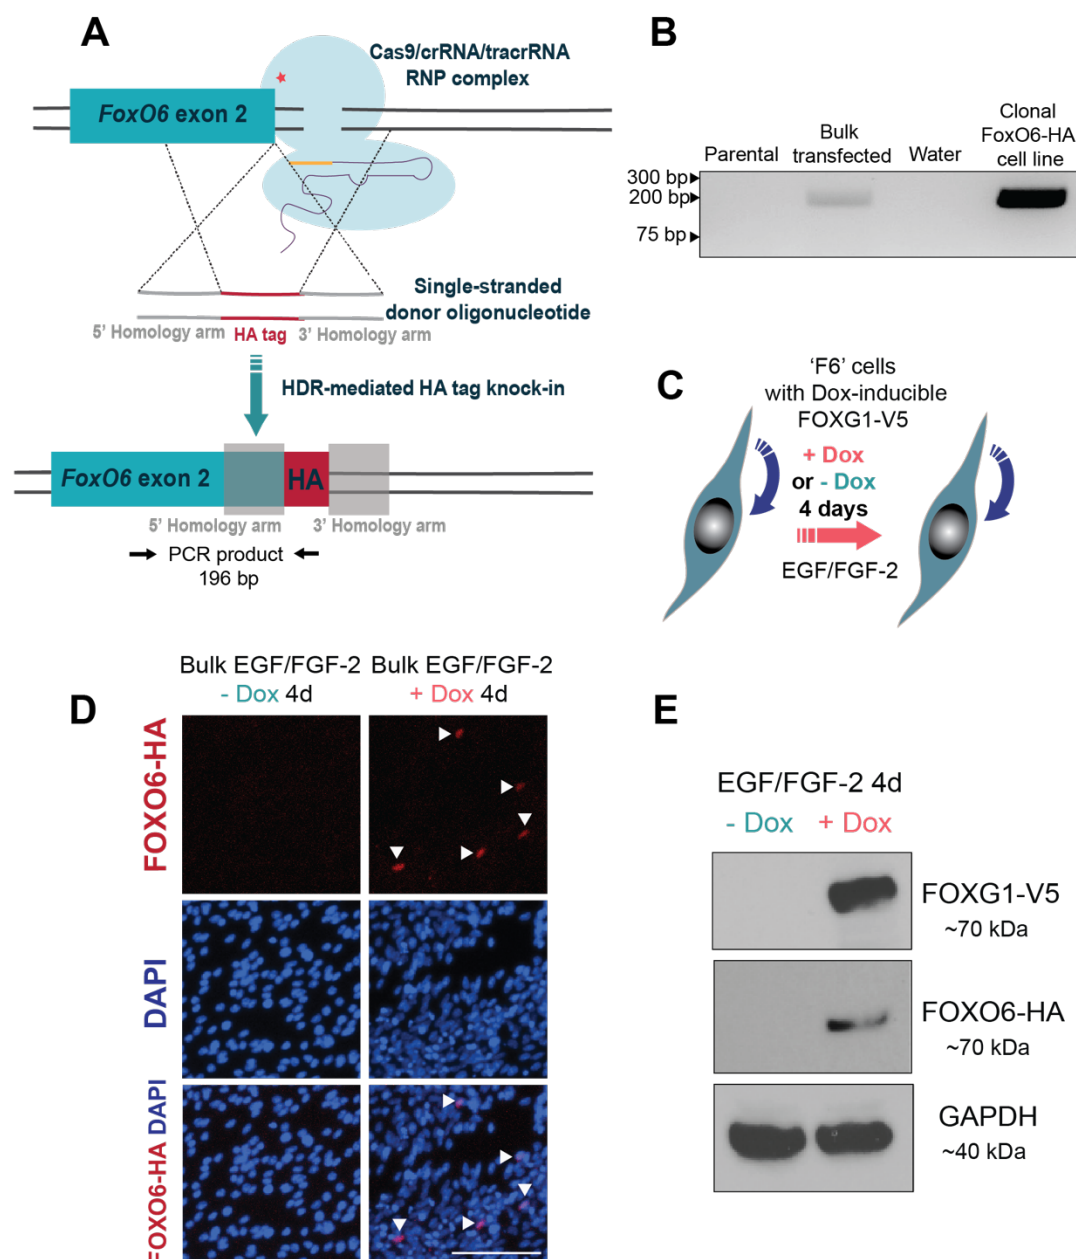 A
Cas9/crRNA/tracrRNA
RNP complex
FoxO6 exon 2
Single-stranded
donor oligonucleotide
5’ Homology arm HA tag 3’ Homology arm
HDR-mediated HA tag knock-in
FoxO6 exon 2 HA
5’ Homology arm 3’ Homology arm
PCR product
196 bp
B
Parental
Bulk
transfected
Water
Clonal
FoxO6-HA
cell line
300 bp
200 bp
75 bp
C
‘F6’ cells
with Dox-inducible
FOXG1-V5
+ Dox
or - Dox
4 days
EGF/FGF-2
D
Bulk EGF/FGF-2
- Dox 4d
Bulk EGF/FGF-2
+ Dox 4d
FOXO6-HA
DAPI
FOXO6-HA DAPI
E
EGF/FGF-2 4d
- Dox + Dox
FOXG1-V5
~70 kDa
FOXO6-HA
~70 kDa
GAPDH
~40 kDa